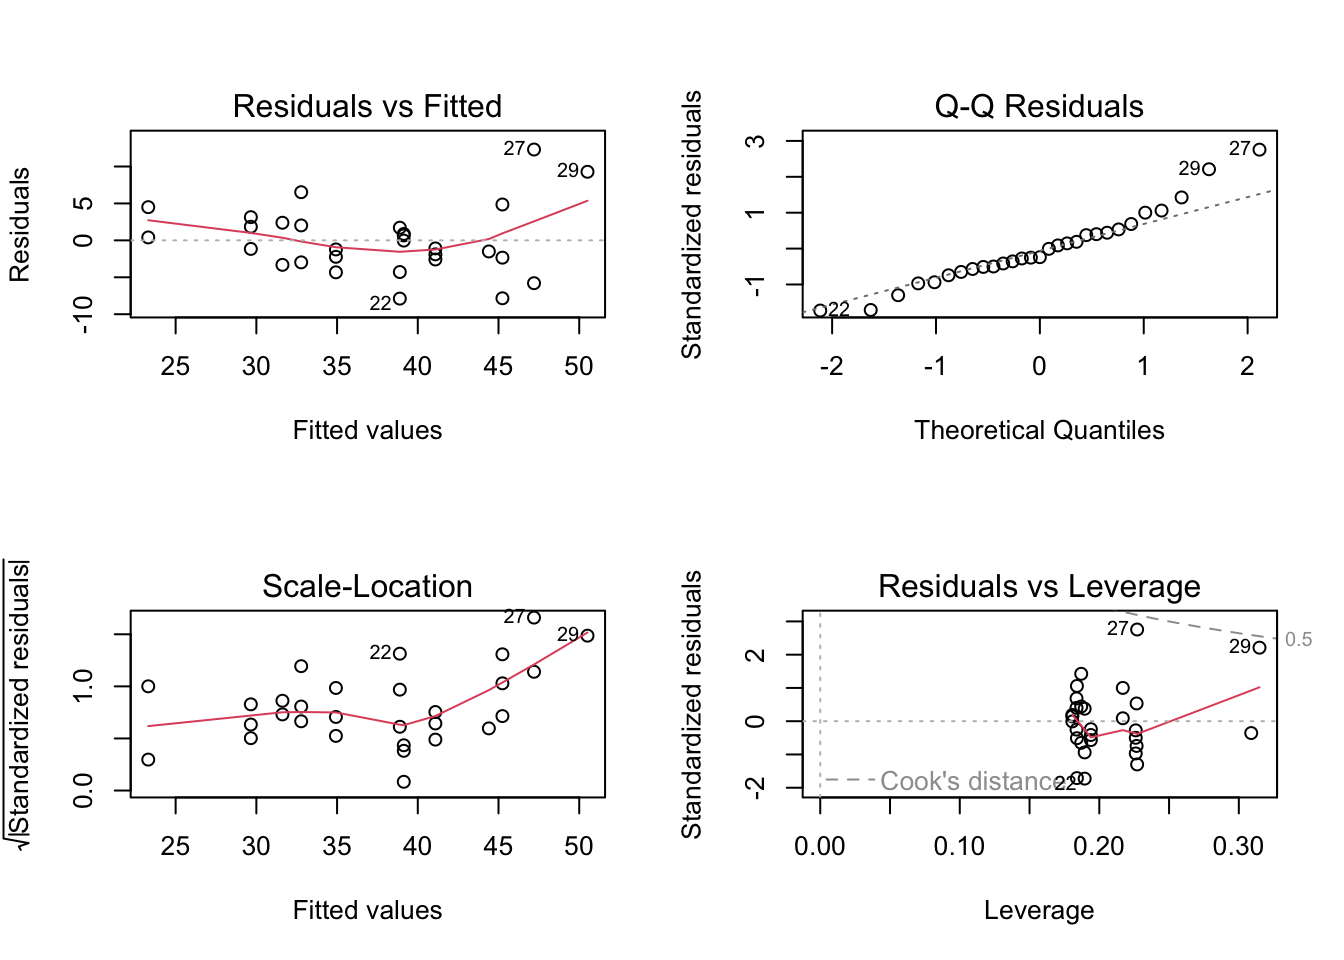 Residuals vs Fitted
Residuals
5
0
-10
27
29
22
25 30 35 40 45 50
Fitted values
Q-Q Residuals
Standardized residuals
3
1
-1
27
29
22
-2 -1 0 1 2
Theoretical Quantiles
Scale-Location
√|Standardized residuals|
1.0
0.0
27
29
22
25 30 35 40 45 50
Fitted values
Residuals vs Leverage
Standardized residuals
2
0
-2
27
29
0.5
Cook's distance
22
0.00 0.10 0.20 0.30
Leverage